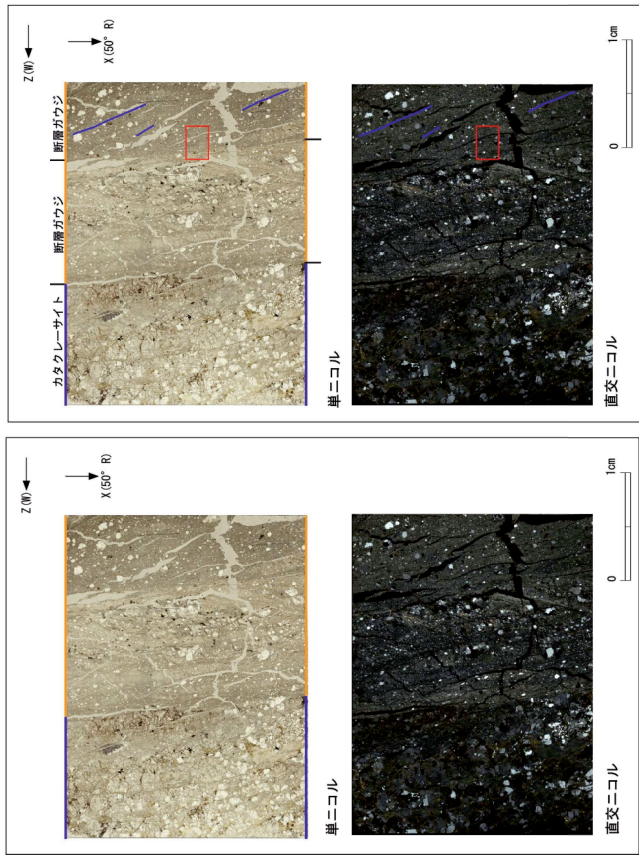 Z(W)
X(50° R)
カタクレーサイト
断層ガウジ
断層ガウジ
単ニコル
直交ニコル
0
1cm
Z(W)
X(50° R)
単ニコル
直交ニコル
0
1cm